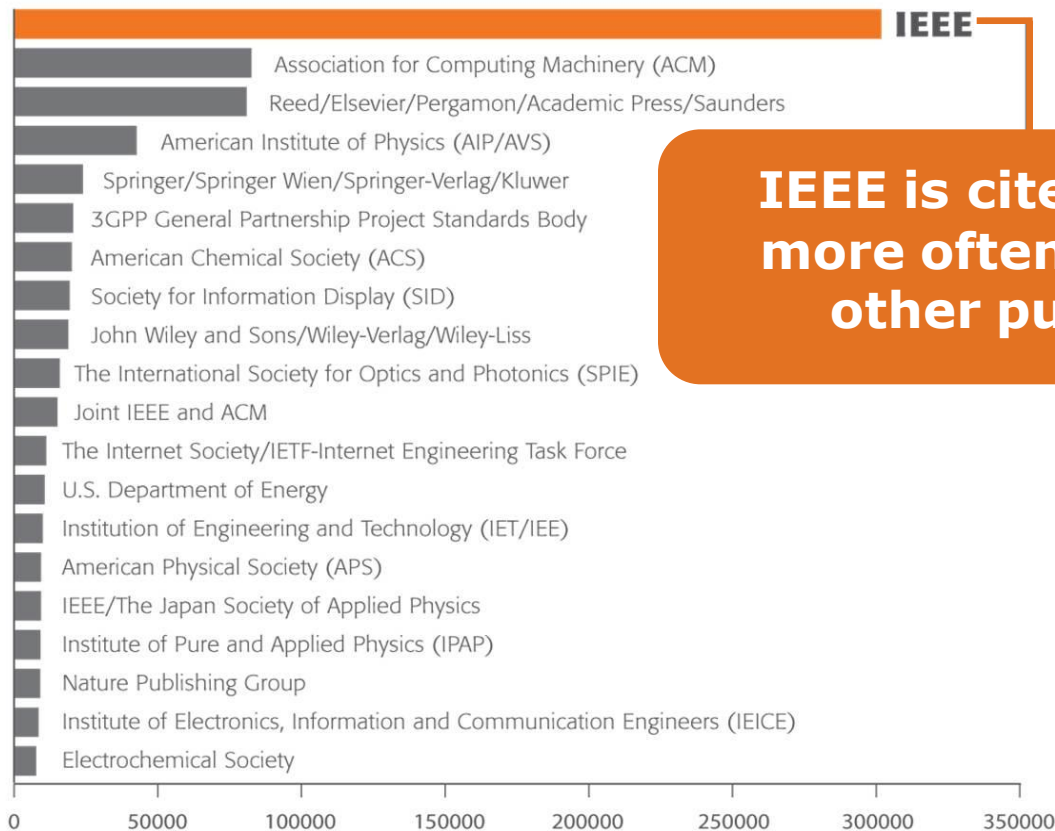 IEEE
Association for Computing Machinery (ACM)
Reed/Elsevier/Pergamon/Academic Press/Saunders
American Institute of Physics (AIP/AVS)
Springer/Springer Wien/Springer-Verlag/Kluwer
3GPP General Partnership Project Standards Body
American Chemical Society (ACS)
Society for Information Display (SID)
John Wiley and Sons/Wiley-Verlag/Wiley-Liss
The International Society for Optics and Photonics (SPIE)
Joint IEEE and ACM
The Internet Society/IETF-Internet Engineering Task Force
U.S. Department of Energy
Institution of Engineering and Technology (IET/IEE)
American Physical Society (APS)
IEEE/The Japan Society of Applied Physics
Institute of Pure and Applied Physics (IPAP)
Nature Publishing Group
Institute of Electronics, Information and Communication Engineers (IEICE)
Electrochemical Society
0 50000 100000 150000 200000 250000 300000 350000
IEEE is cite
more often
other pu